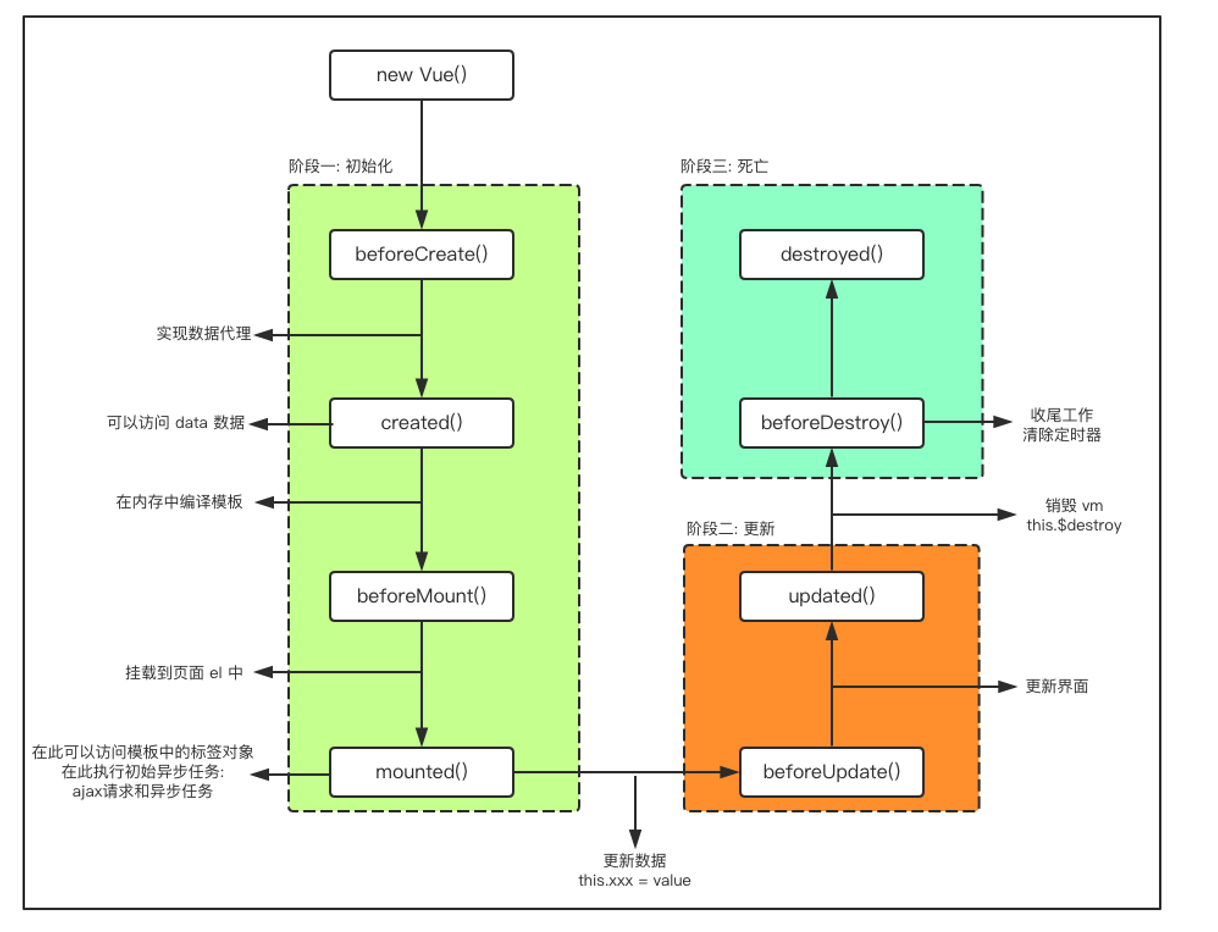 new Vue()
阶段一: 初始化
beforeCreate()
实现数据代理
created()
可以访问 data 数据
在内存中编译模板
beforeMount()
挂载到页面 el 中
mounted()
在此可以访问模板中的标签对象
在此执行初始异步任务:
ajax请求和异步任务
更新数据
this.xxx = value
阶段二: 更新
beforeUpdate()
更新界面
updated()
销毁 vm
this.$destroy
阶段三: 死亡
beforeDestroy()
收尾工作
清除定时器
destroyed()